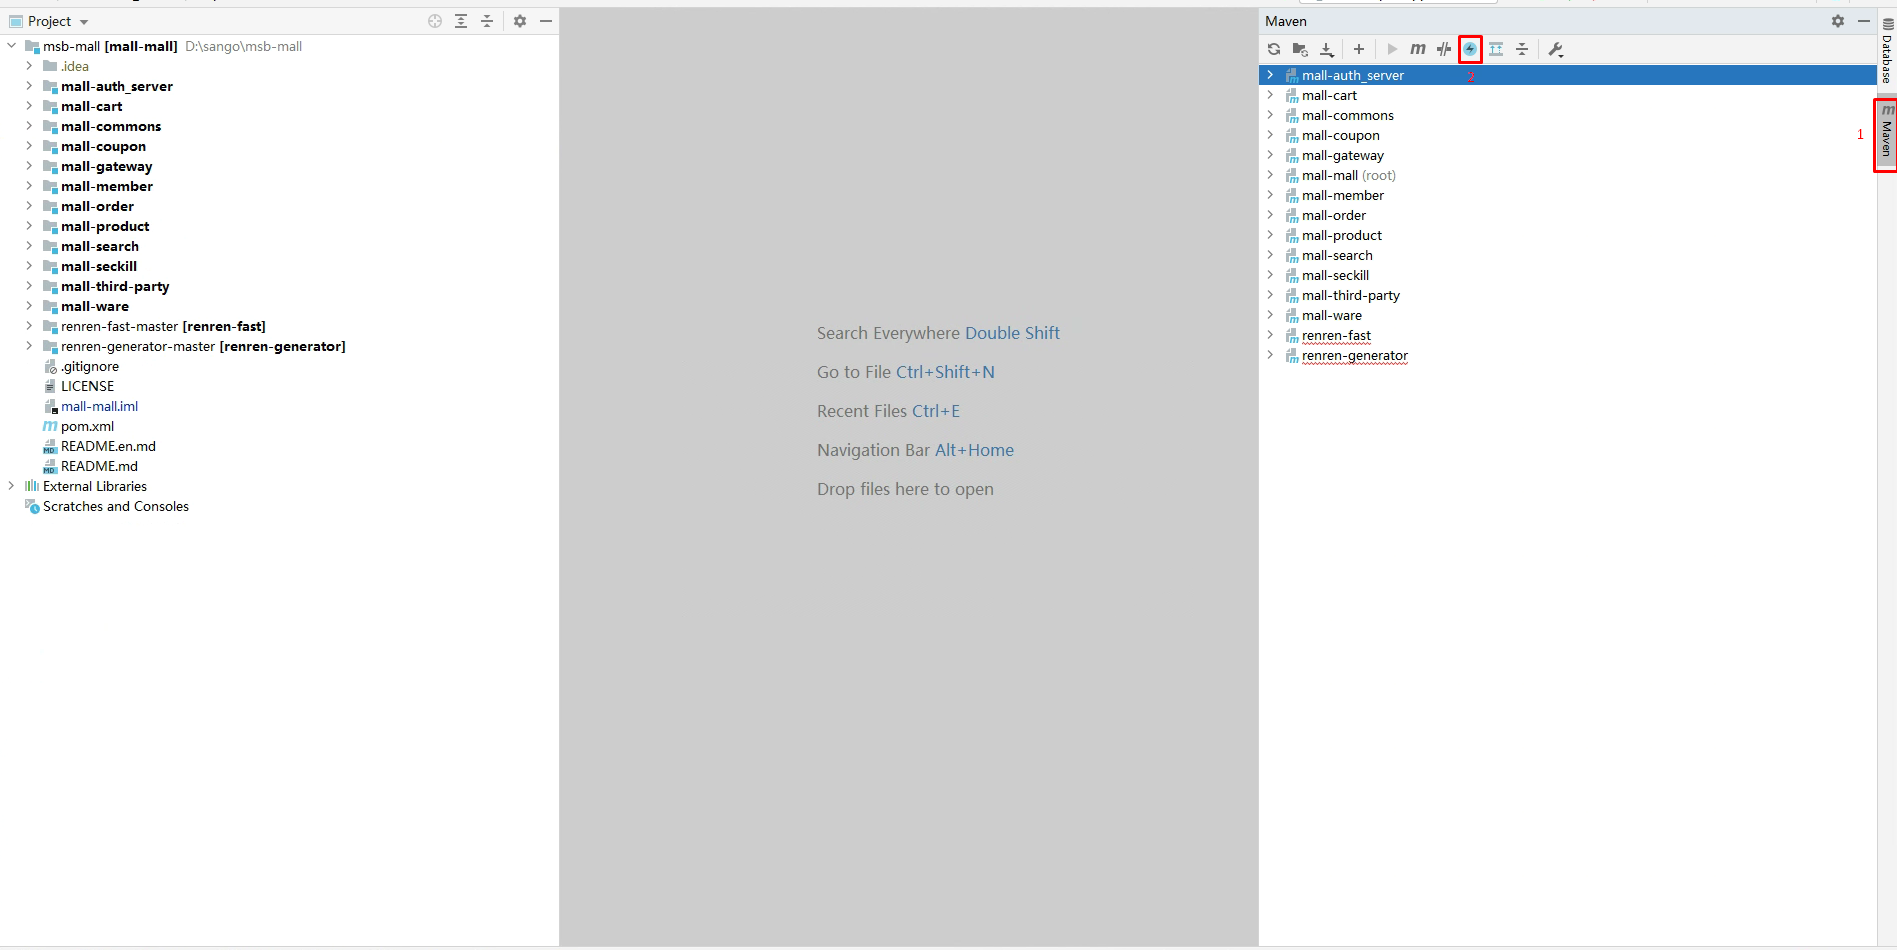 Project
msb-mall [mall-mall] D:\sango\msb-mall
.idea
mall-auth_server
mall-cart
mall-commons
mall-coupon
mall-gateway
mall-member
mall-order
mall-product
mall-search
mall-seckill
mall-third-party
mall-ware
renren-fast-master [renren-fast]
renren-generator-master [renren-generator]
.gitignore
LICENSE
mall-mall.iml
pom.xml
README.en.md
README.md
External Libraries
Scratches and Consoles
Search Everywhere Double Shift
Go to File Ctrl+Shift+N
Recent Files Ctrl+E
Navigation Bar Alt+Home
Drop files here to open
Maven
mall-auth_server
mall-cart
mall-commons
mall-coupon
mall-gateway
mall-mall (root)
mall-member
mall-order
mall-product
mall-search
mall-seckill
mall-third-party
mall-ware
renren-fast
renren-generator
1
Database
Maven